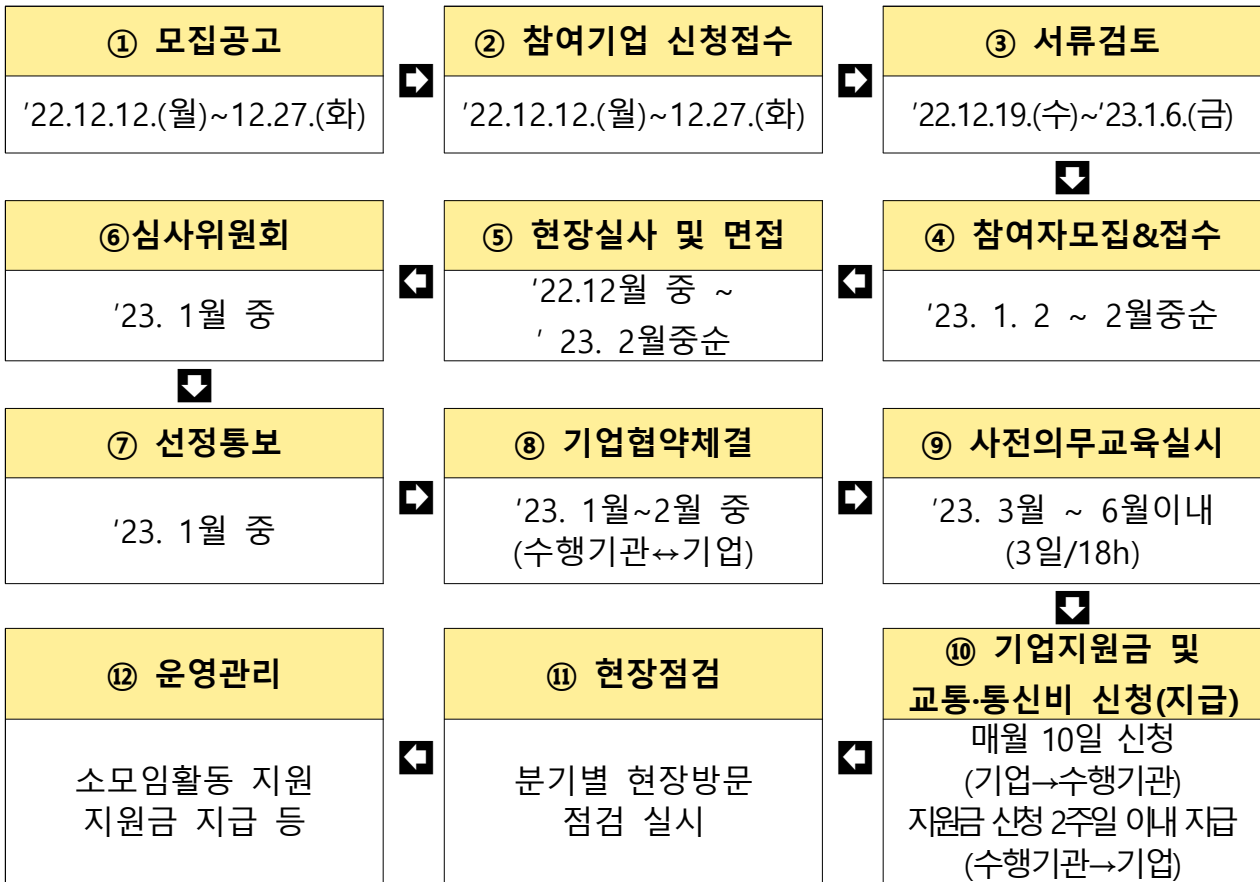 ① 모집공고
'22.12.12.(월)~12.27.(화)
② 참여기업 신청접수
'22.12.12.(월)~12.27.(화)
③ 서류검토
'22.12.19.(수)~'23.1.6.(금)
④ 참여자모집&접수
'23. 1. 2 ~ 2월중순
⑤ 현장실사 및 면접
'22.12월 중 ~
' 23. 2월중순
⑥심사위원회
'23. 1월 중
⑦ 선정통보
'23. 1월 중
⑧ 기업협약체결
'23. 1월~2월 중
(수행기관↔기업)
⑨ 사전의무교육실시
'23. 3월 ~ 6월이내
(3일/18h)
⑩ 기업지원금 및
교통·통신비 신청(지급)
매월 10일 신청
(기업→수행기관)
지원금 신청 2주일 이내 지급
(수행기관→기업)
⑪ 현장점검
분기별 현장방문
점검 실시
⑫ 운영관리
소모임활동 지원
지원금 지급 등